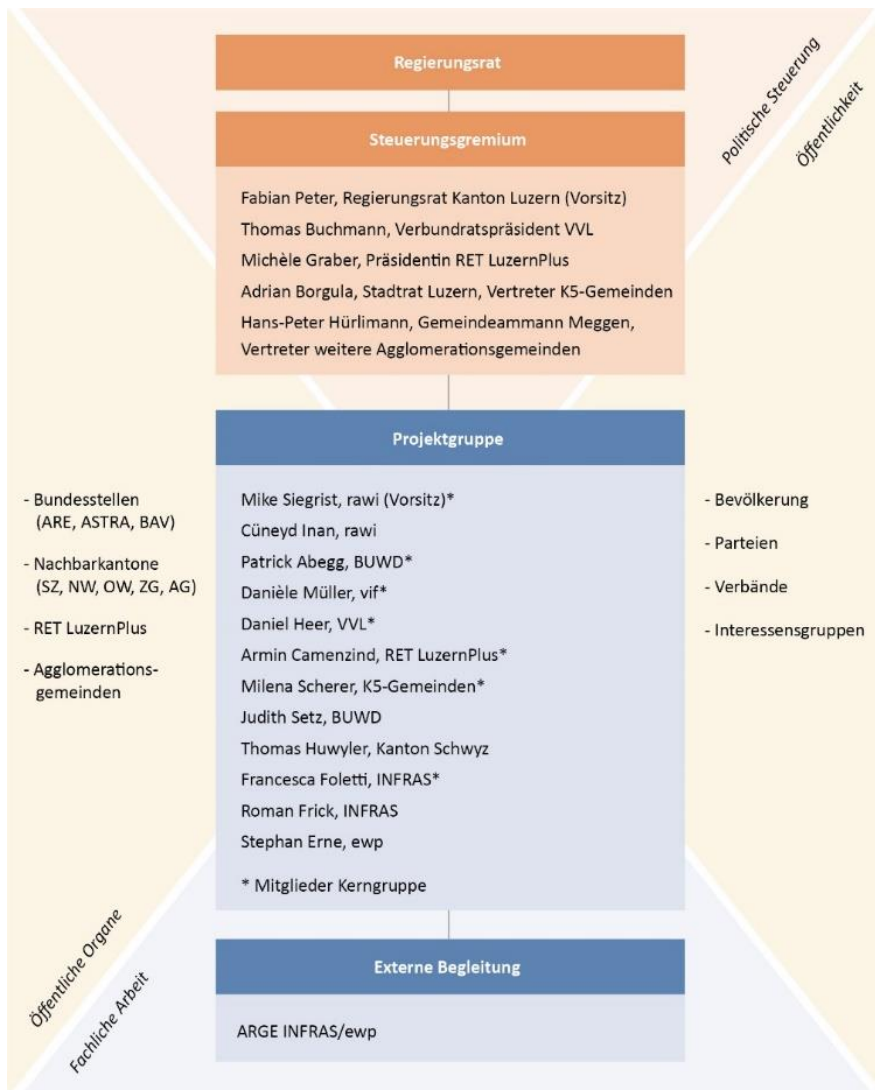 Regierungsrat
Politische Steuerung
Öffentlichkeit
Steuerungsgremium
Fabian Peter, Regierungsrat Kanton Luzern (Vorsitz)
Thomas Buchmann, Verbundratspräsident VVL
Michèle Graber, Präsidentin RET LuzernPlus
Adrian Borgula, Stadtrat Luzern, Vertreter K5-Gemeinden
Hans-Peter Hürlimann, Gemeindeammann Meggen,
Vertreter weitere Agglomerationsgemeinden
- Bundesstellen
(ARE, ASTRA, BAV)
- Nachbarkantone
(SZ, NW, OW, ZG, AG)
- RET LuzernPlus
- Agglomerations-
gemeinden
Projektgruppe
Mike Siegrist, rawi (Vorsitz)*
Cüneyd Inan, rawi
Patrick Abegg, BUWD*
Danièle Müller, vif*
Daniel Heer, VVL*
Armin Camenzind, RET LuzernPlus*
Milena Scherer, K5-Gemeinden*
Judith Setz, BUWD
Thomas Huwyler, Kanton Schwyz
Francesca Foletti, INFRAS*
Roman Frick, INFRAS
Stephan Erne, ewp
* Mitglieder Kerngruppe
- Bevölkerung
- Parteien
- Verbände
- Interessensgruppen
Öffentliche Organe
Fachliche Arbeit
Externe Begleitung
ARGE INFRAS/ewp